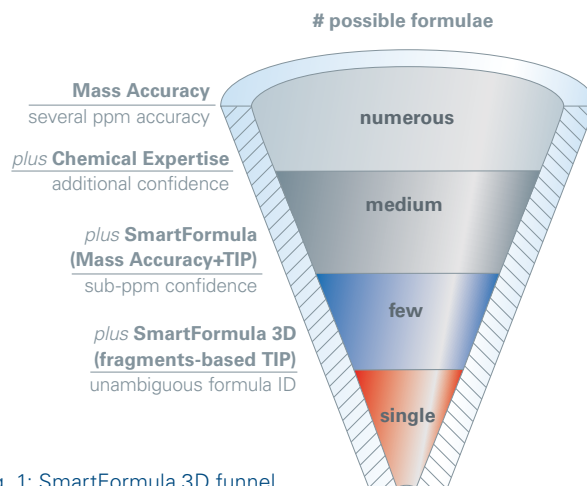 # possible formulae
Mass Accuracy
several ppm accuracy
numerous
plus Chemical Expertise
additional confidence
medium
plus SmartFormula
(Mass Accuracy+TIP)
sub-ppm confidence
few
plus SmartFormula 3D
(fragments-based TIP)
unambiguous formula ID
single
1: SmartFormula 3D funnel